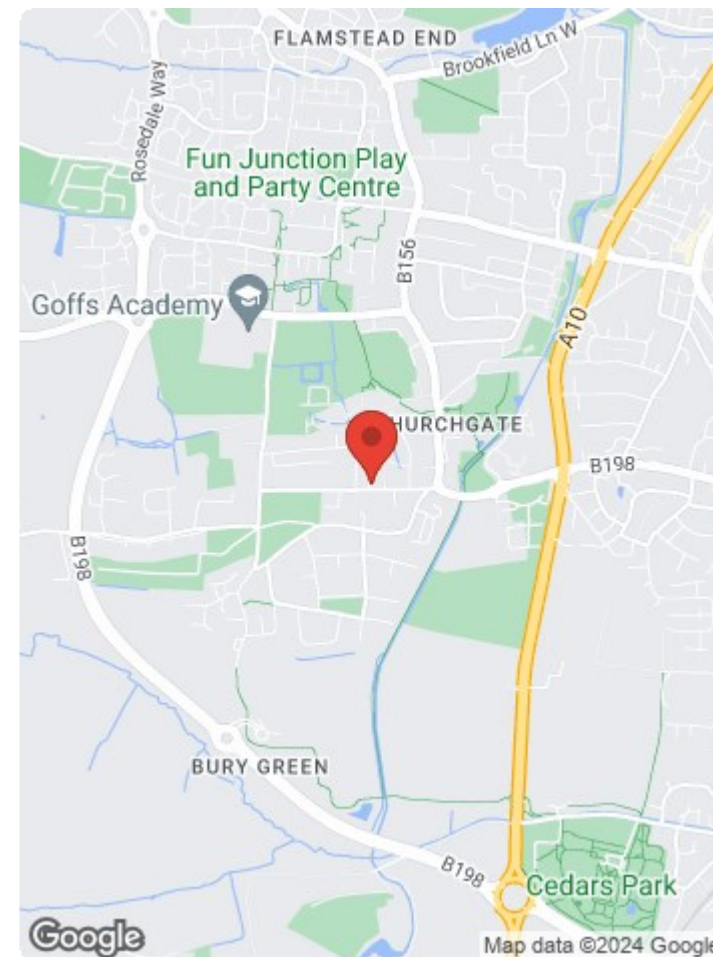 FLAMSTEAD END
Brookfield Ln W
Rosedale Way
Fun Junction Play
and Party Centre
B156
Goffs Academy
A10
HURCHGATE
B198
B198
BURY GREEN
B198
Cedars Park
Google
Map data ©2024 Google